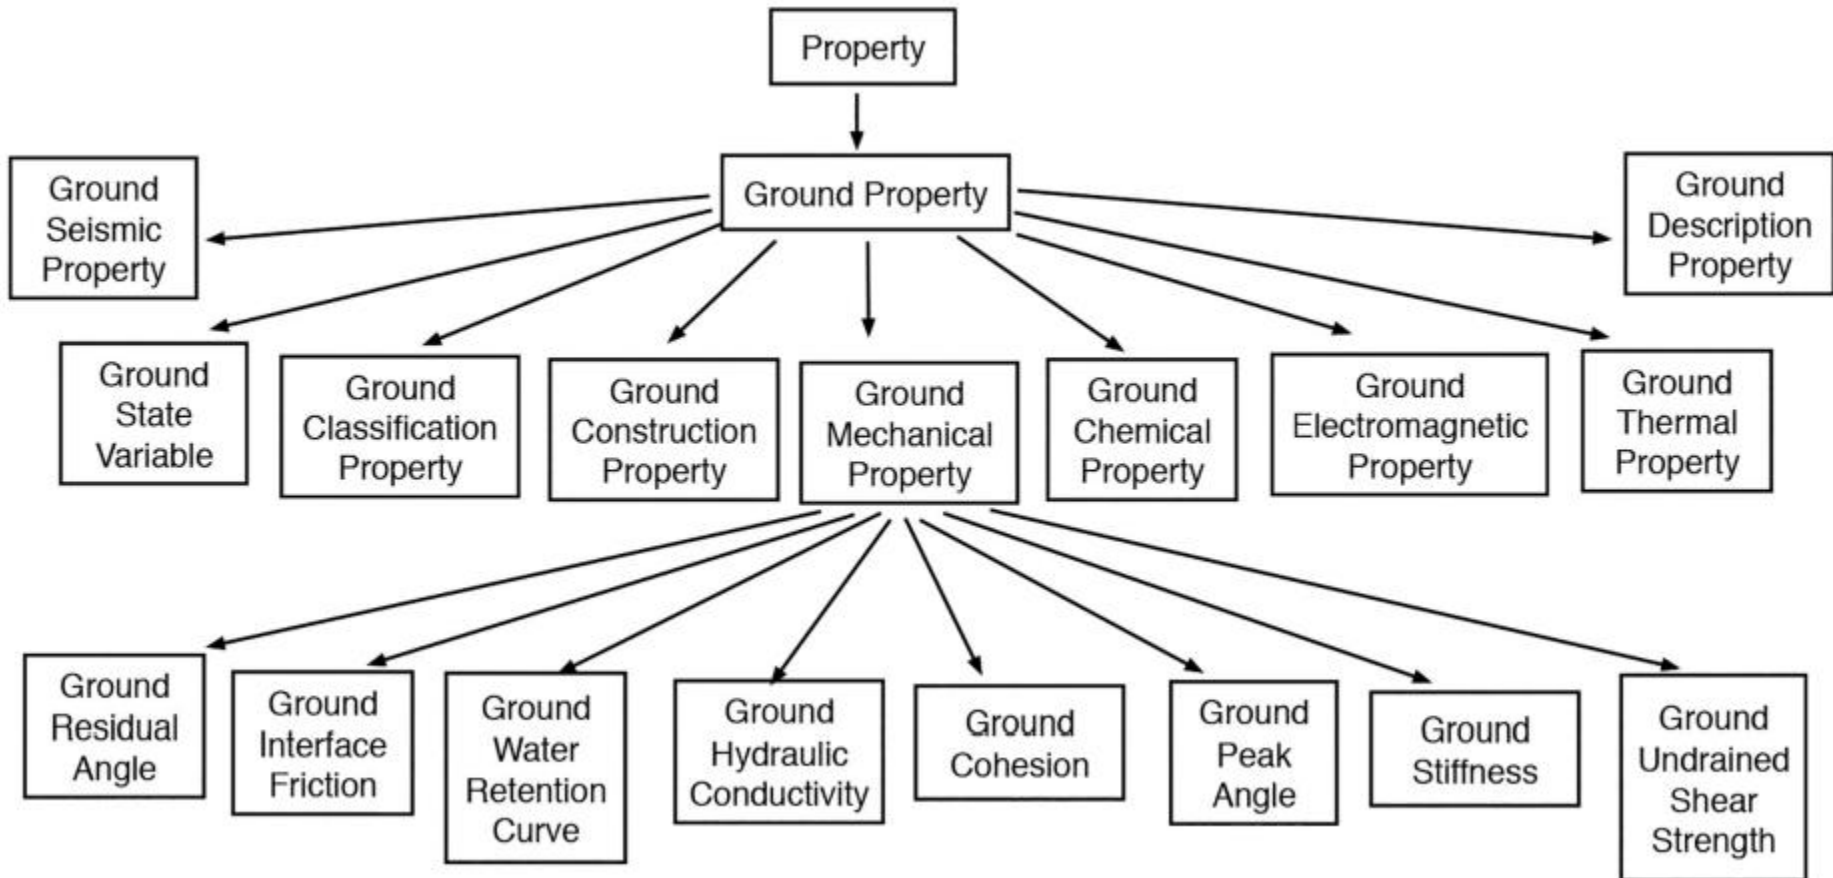 Property
Ground Property
Ground
Seismic
Property
Ground
Description
Property
Ground
State
Variable
Ground
Classification
Property
Ground
Construction
Property
Ground
Mechanical
Property
Ground
Chemical
Property
Ground
Electromagnetic
Property
Ground
Thermal
Property
Ground
Residual
Angle
Ground
Interface
Friction
Ground
Water
Retention
Curve
Ground
Hydraulic
Conductivity
Ground
Cohesion
Ground
Peak
Angle
Ground
Stiffness
Ground
Undrained
Shear
Strength